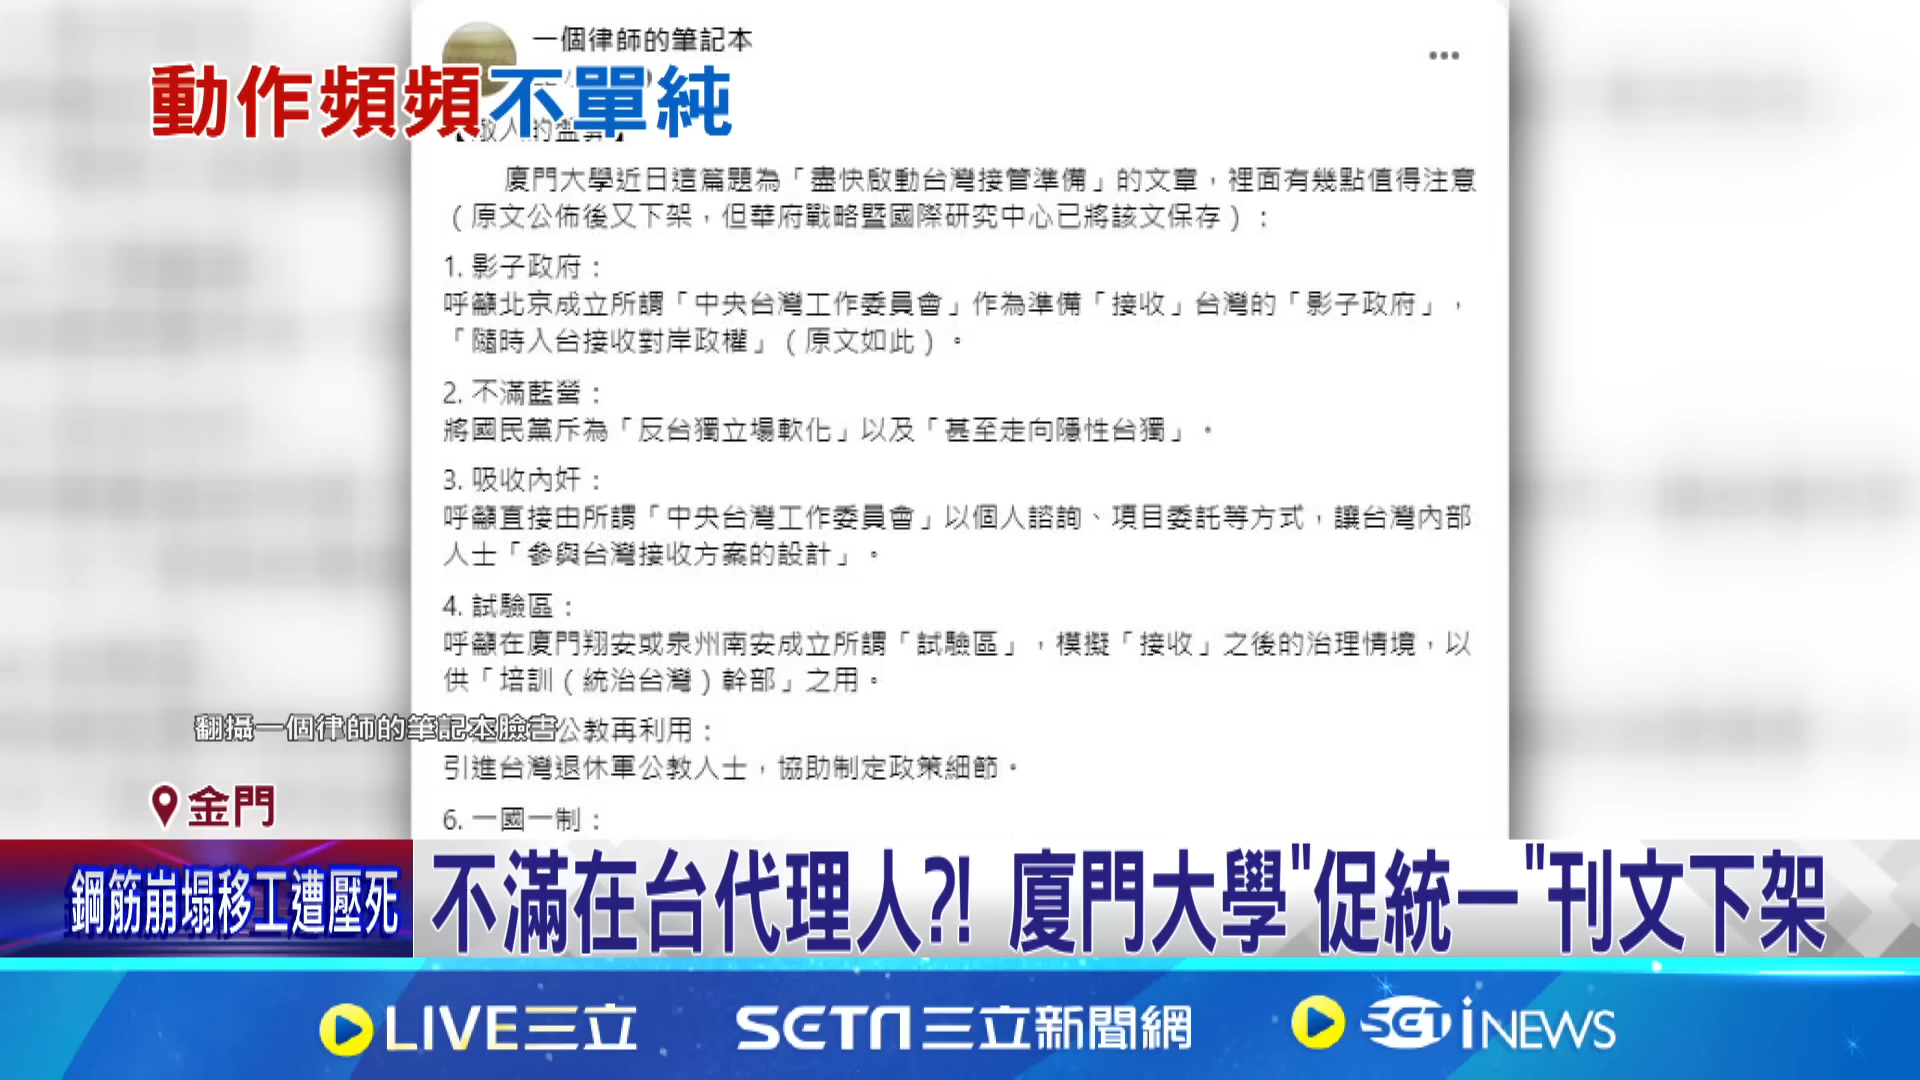 一個律師的筆記本
動作頻頻不單純
廈門大學近日這篇題為「盡快啟動台灣接管準備」的文章，裡面有幾點值得注意
（原文公佈後又下架，但華府戰略暨國際研究中心已將該文保存）：
1. 影子政府：
呼籲北京成立所謂「中央台灣工作委員會」作為準備「接收」台灣的「影子政府」，
「隨時入台接收對岸政權」（原文如此）。
2. 不滿藍營：
將國民黨斥為「反台獨立場軟化」以及「甚至走向隱性台獨」。
3. 吸收內奸：
呼籲直接由所謂「中央台灣工作委員會」以個人諮詢、項目委託等方式，讓台灣內部
人士「參與台灣接收方案的設計」。
4. 試驗區：
呼籲在廈門翔安或泉州南安成立所謂「試驗區」，模擬「接收」之後的治理情境，以
供「培訓（統治台灣）幹部」之用。
翻攝一個律師的筆記本臉書
公教再利用：
引進台灣退休軍公教人士，協助制定政策細節。
金門
6. 一國一制：
鋼筋崩塌移工遭壓死
不滿在台代理人?! 廈門大學"促統一"刊文下架
LIVE三立
SETN三立新聞網
SET iNEWS